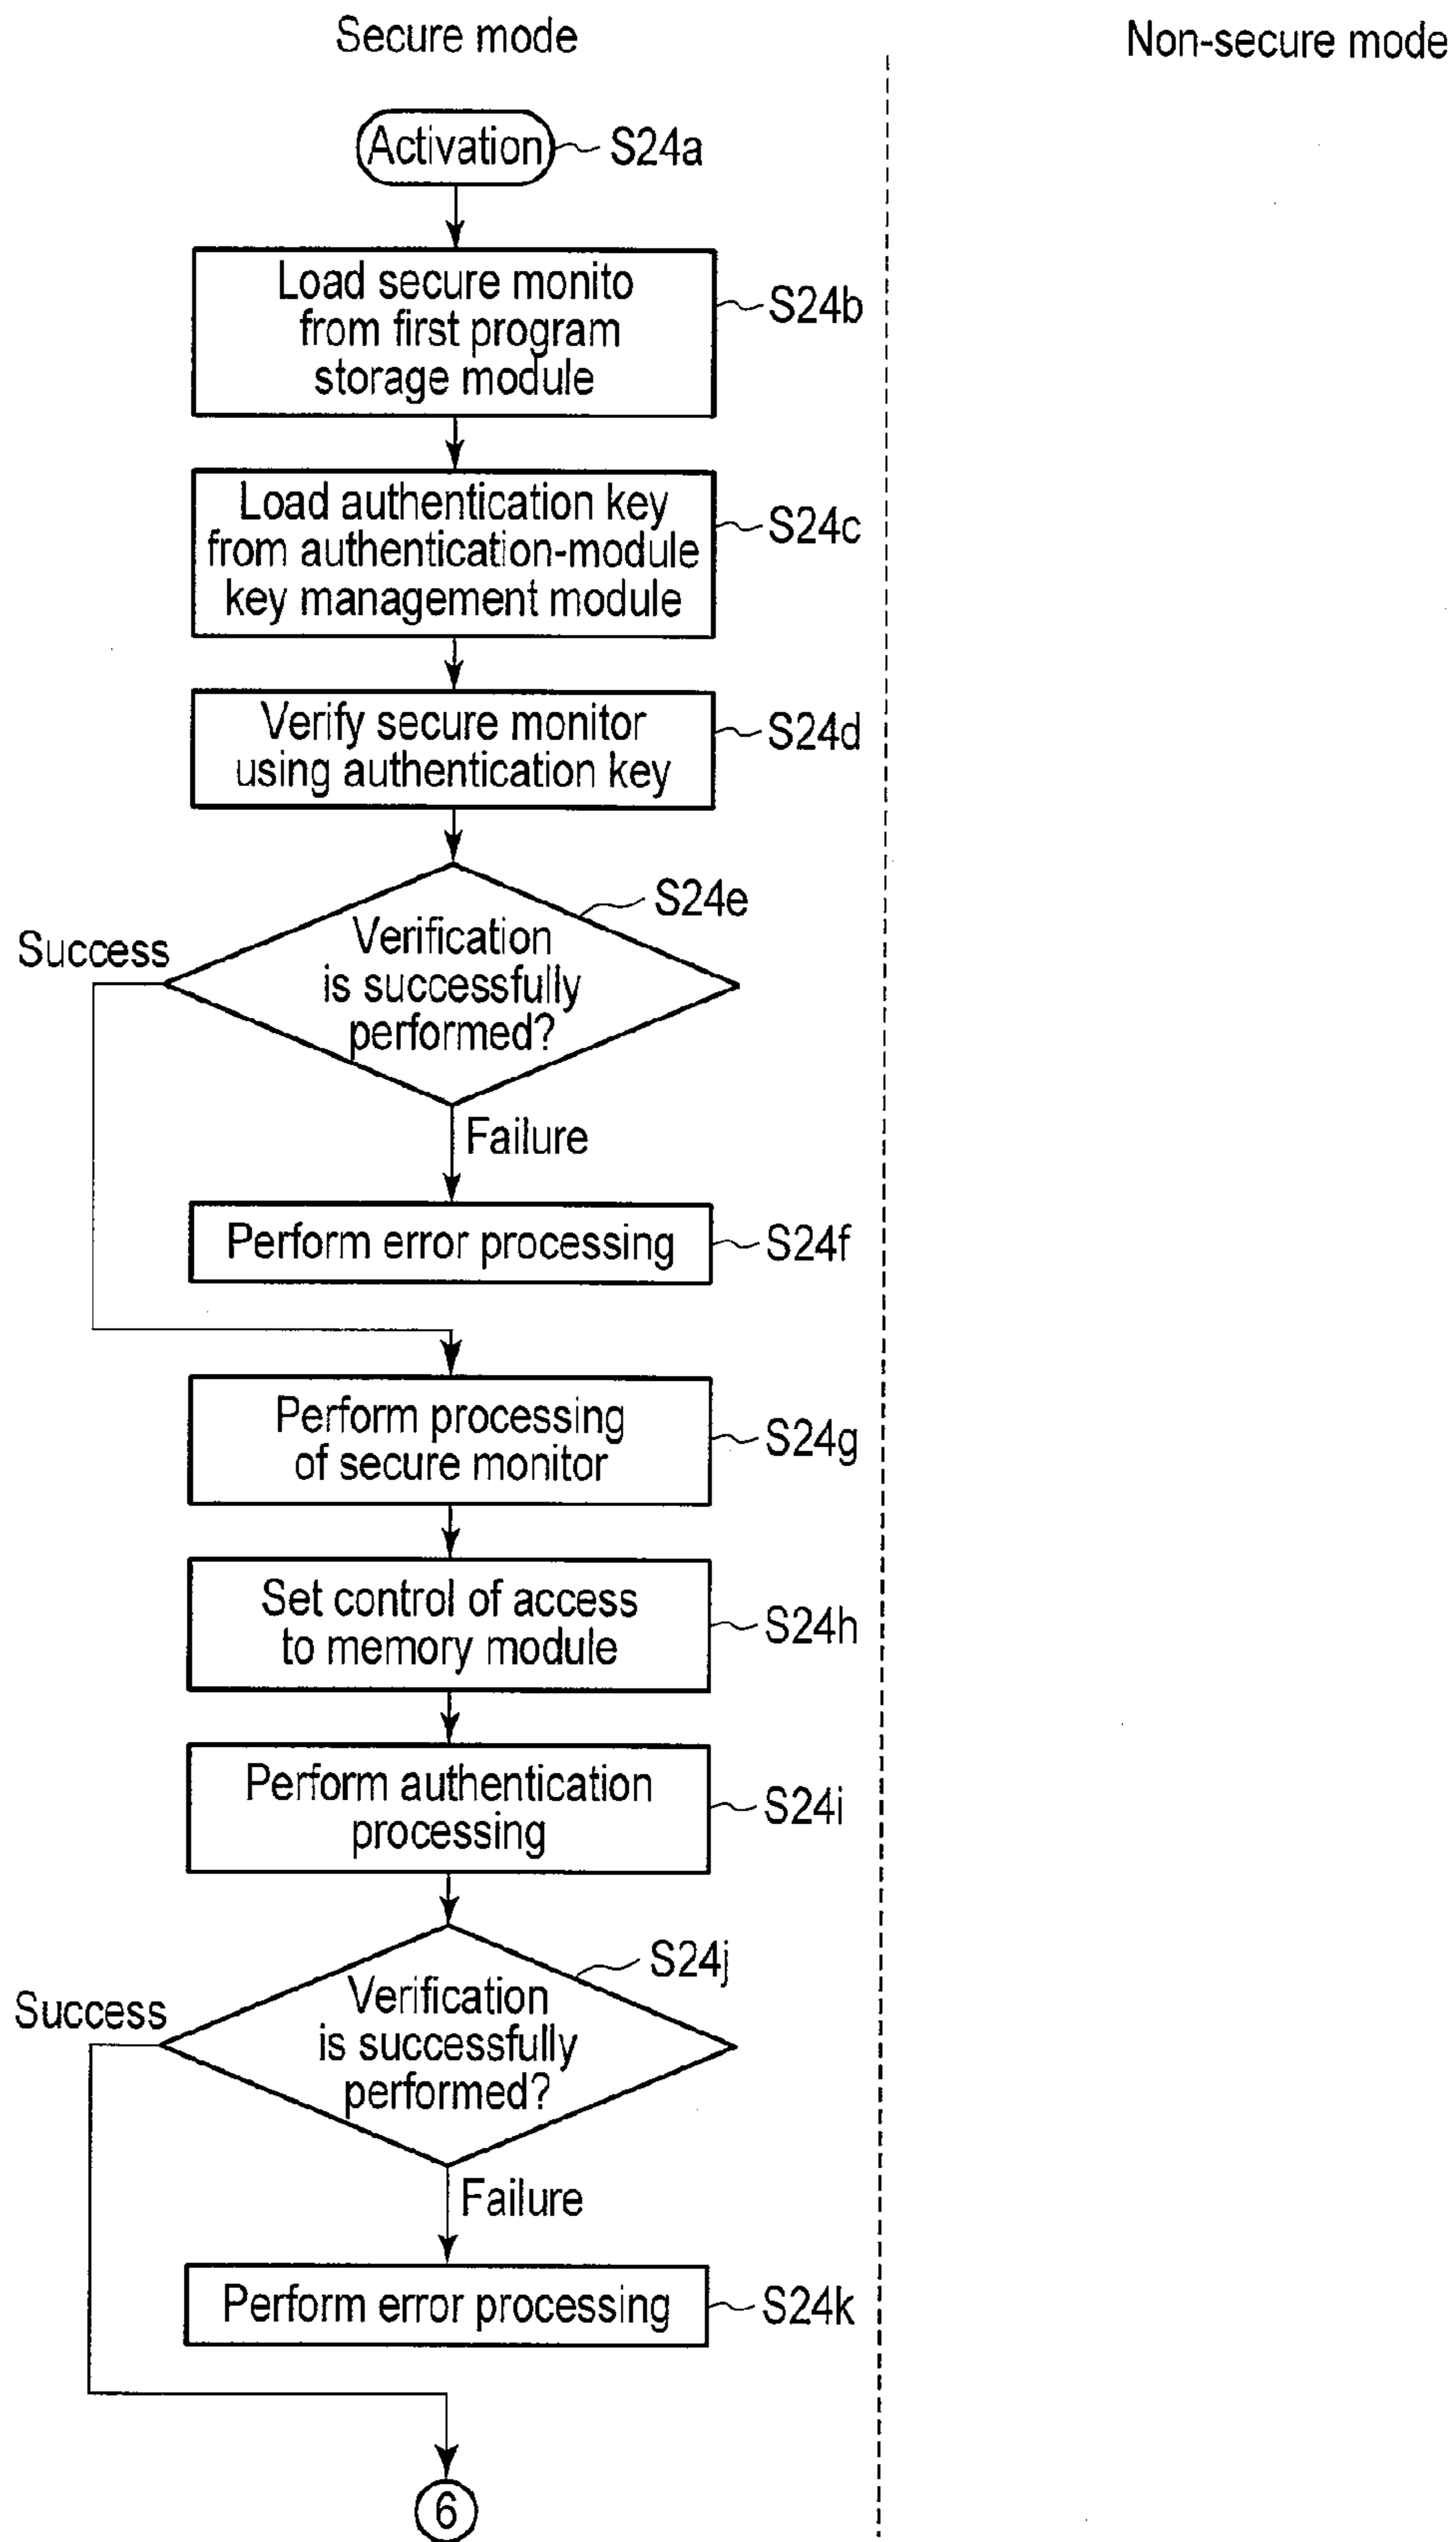 Secure mode
Non-secure mode
Activation
S24a
Load secure monito
from first program
storage module
S24b
Load authentication key
from authentication-module
key management module
S24c
Verify secure monitor
using authentication key
S24d
S24e
Success
Verification
is successfully
performed?
Failure
Perform error processing
S24f
Perform processing
of secure monitor
S24g
Set control of access
to memory module
S24h
Perform authentication
processing
S24i
S24j
Success
Verification
is successfully
performed?
Failure
Perform error processing
S24k
6